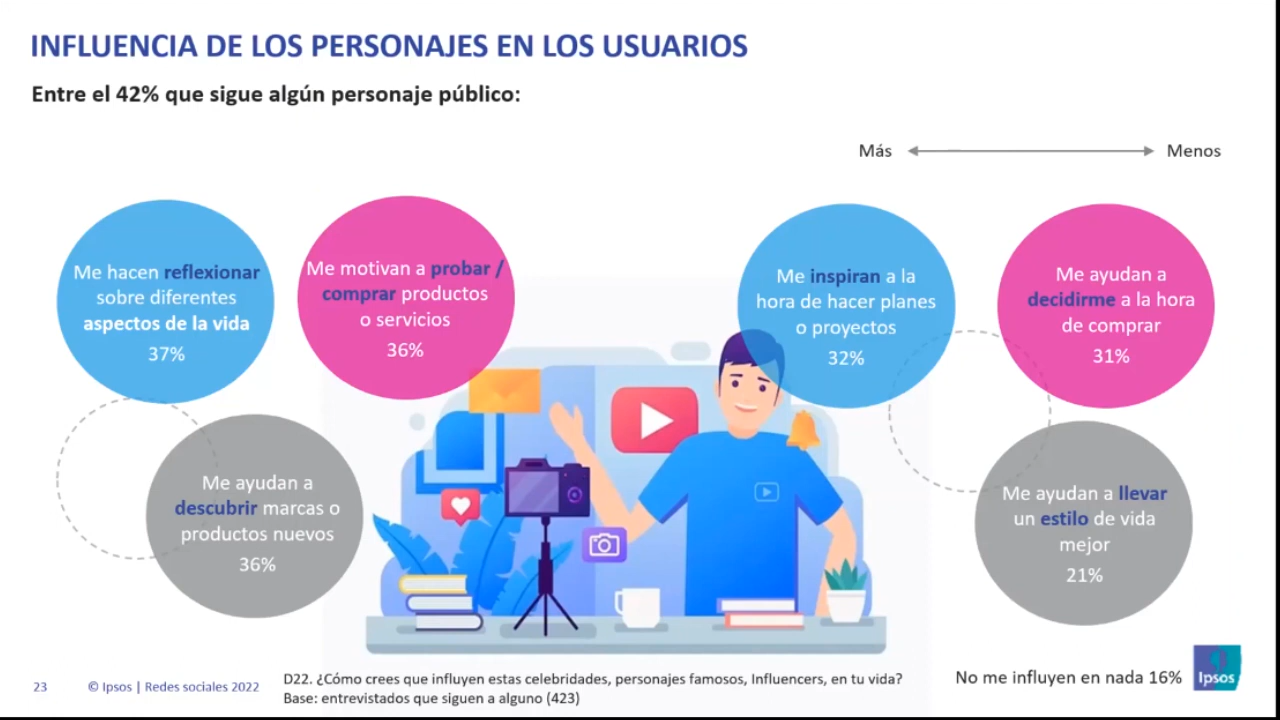 INFLUENCIA DE LOS PERSONAJES EN LOS USUARIOS
Entre el 42% que sigue algún personaje público:
Más
Menos
Me hacen reflexionar
sobre diferentes
aspectos de la vida
37%
Me motivan a probar /
comprar productos
o servicios
36%
Me inspiran a la
hora de hacer planes
o proyectos
32%
Me ayudan a
decidirme a la hora
de comprar
31%
Me ayudan a
descubrir marcas o
productos nuevos
36%
Me ayudan a llevar
un estilo de vida
mejor
21%
23
© Ipsos | Redes sociales 2022
D22. ¿Cómo crees que influyen estas celebridades, personajes famosos, Influencers, en tu vida?
Base: entrevistados que siguen a alguno (423)
No me influyen en nada 16%
Ipsos